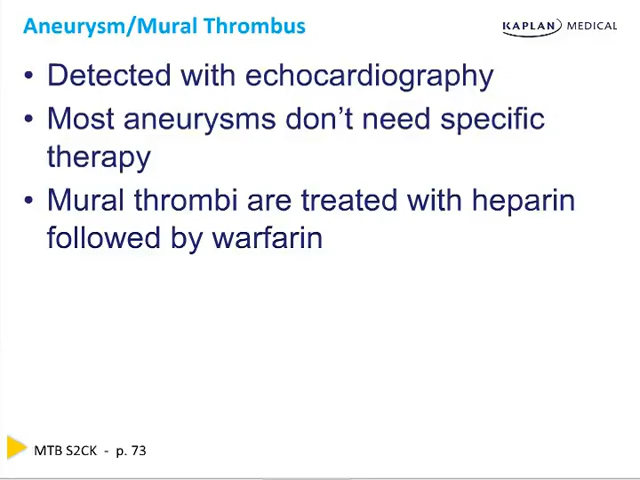 Aneurysm/Mural Thrombus
KAPLAN MEDICAL
• Detected with echocardiography
• Most aneurysms don’t need specific
therapy
• Mural thrombi are treated with heparin
followed by warfarin
MTB S2CK - p. 73